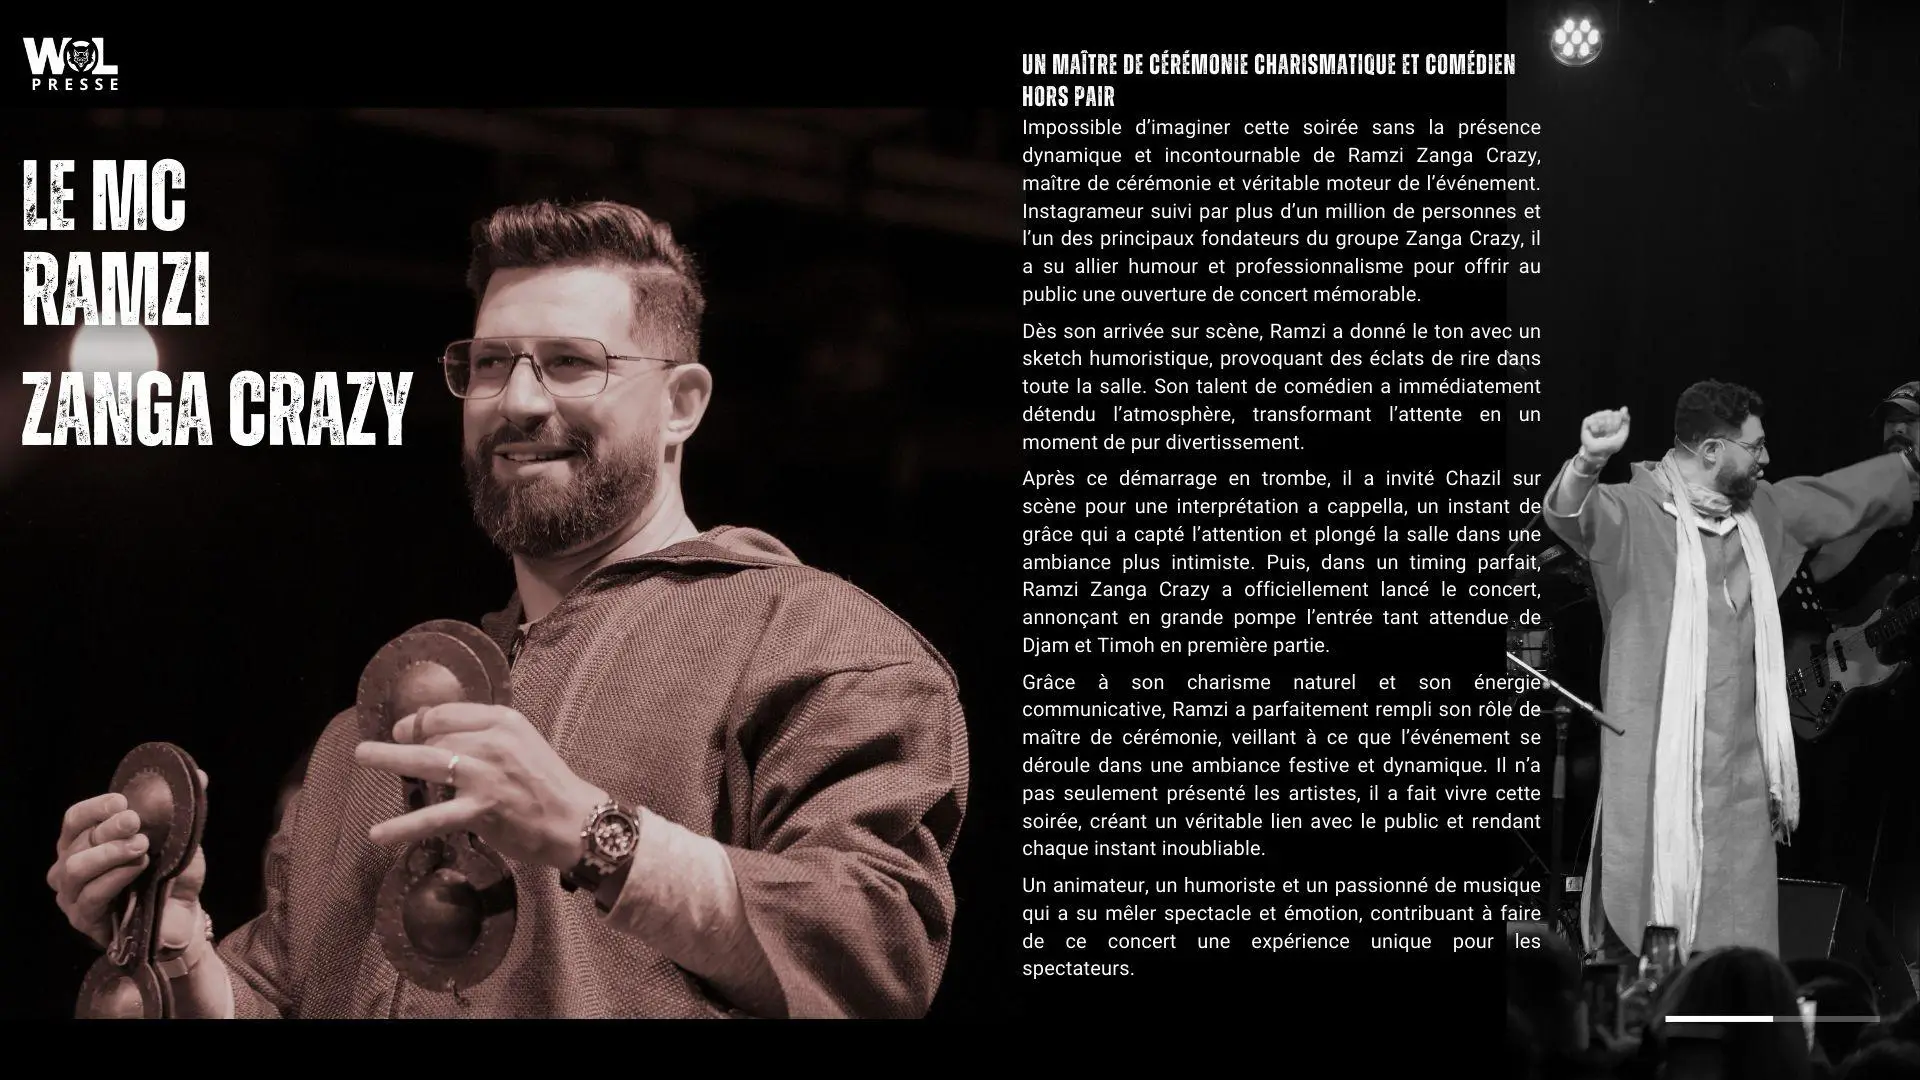 WOL
PRESSE
LE MC
RAMZI
ZANGA CRAZY
UN MAÎTRE DE CÉRÉMONIE CHARISMATIQUE ET COMÉDIEN
HORS PAIR
Impossible d’imaginer cette soirée sans la présence
dynamique et incontournable de Ramzi Zanga Crazy,
maître de cérémonie et véritable moteur de l’événement.
Instagrameur suivi par plus d’un million de personnes et
l’un des principaux fondateurs du groupe Zanga Crazy, il
a su allier humour et professionnalisme pour offrir au
public une ouverture de concert mémorable.
Dès son arrivée sur scène, Ramzi a donné le ton avec un
sketch humoristique, provoquant des éclats de rire dans
toute la salle. Son talent de comédien a immédiatement
détendu l’atmosphère, transformant l’attente en un
moment de pur divertissement.
Après ce démarrage en trombe, il a invité Chazil sur
scène pour une interprétation a cappella, un instant de
grâce qui a capté l’attention et plongé la salle dans une
ambiance plus intimiste. Puis, dans un timing parfait,
Ramzi Zanga Crazy a officiellement lancé le concert,
annonçant en grande pompe l’entrée tant attendue de
Djam et Timoh en première partie.
Grâce à son charisme naturel et son énergie
communicative, Ramzi a parfaitement rempli son rôle de
maître de cérémonie, veillant à ce que l’événement se
déroule dans une ambiance festive et dynamique. Il n’a
pas seulement présenté les artistes, il a fait vivre cette
soirée, créant un véritable lien avec le public et rendant
chaque instant inoubliable.
Un animateur, un humoriste et un passionné de musique
qui a su mêler spectacle et émotion, contribuant à faire
de ce concert une expérience unique pour les
spectateurs.